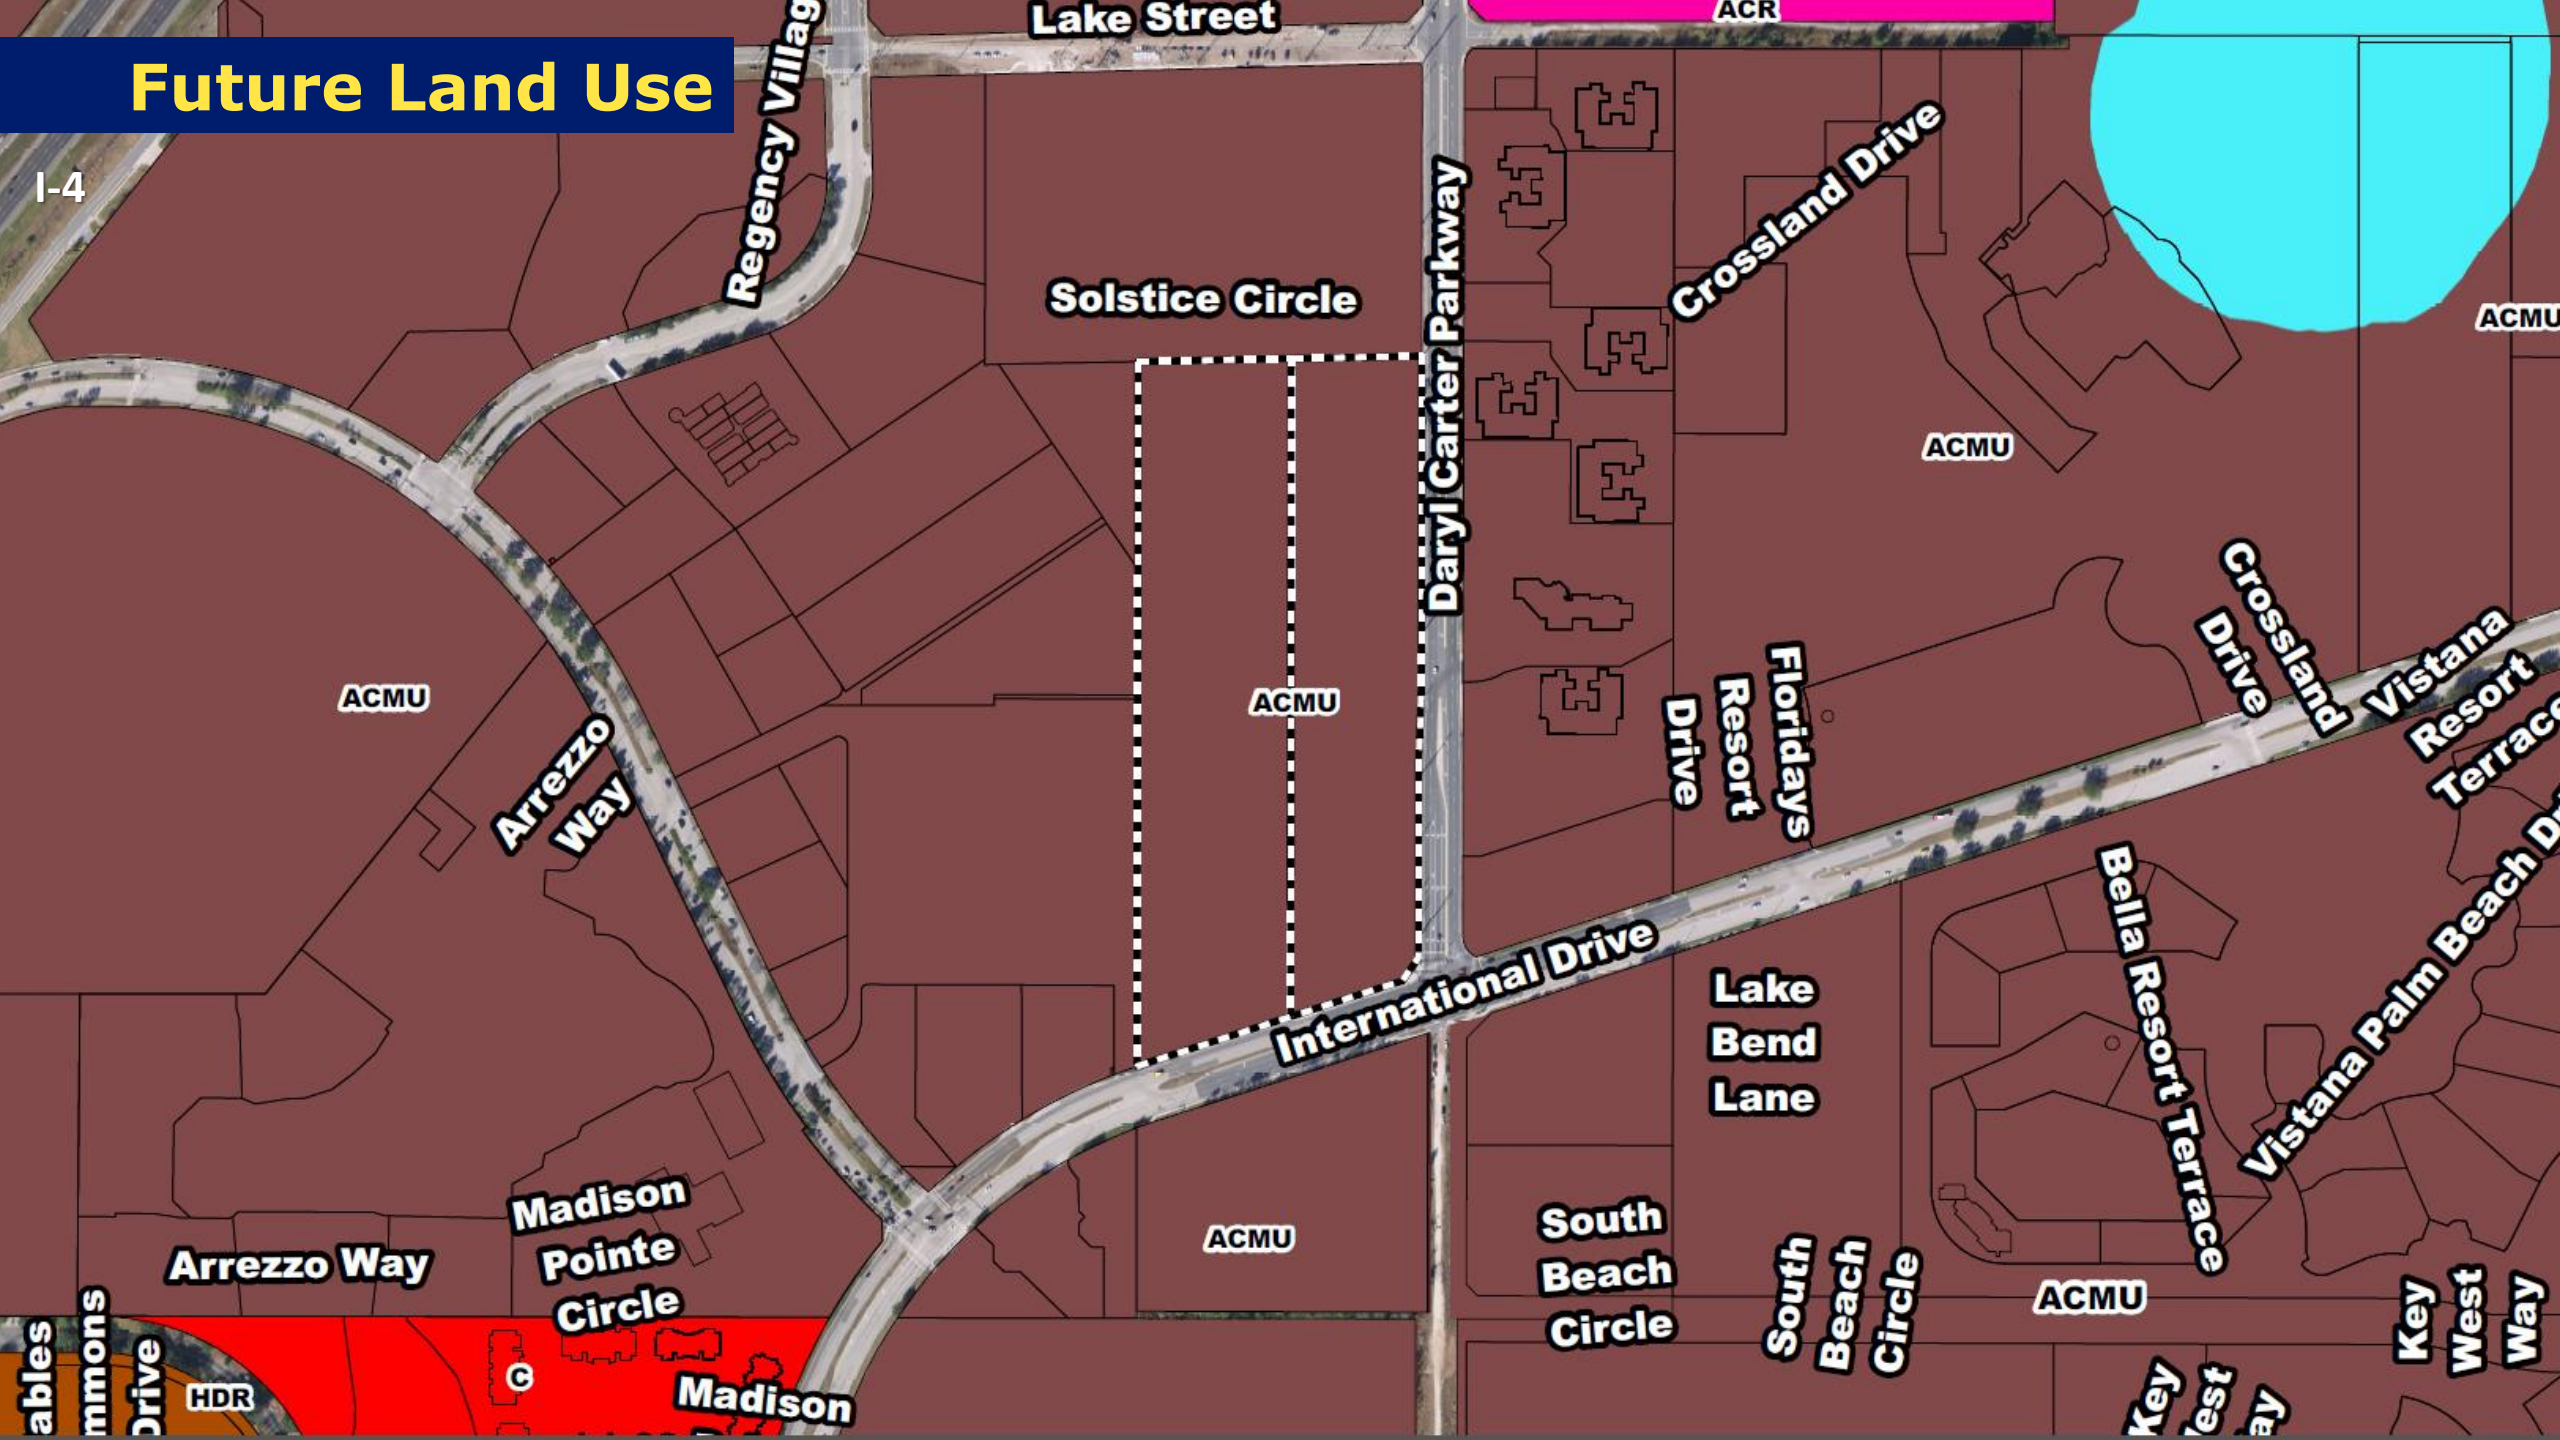 Lake Street
ACR
Future Land Use
Regency
I-4
Crossland Drive
Daryl Carter Parkway
Solstice Circle
ACMU
ACMU
ACMU
ACMU
Crossland
Drive
Vistana
Resort
Floridays
Resort
Drive
Arrezzo
Way
International Drive
Bella Resort Terrace
Vistana Palm Beach
Lake
Bend
Lane
Madison
Pointe
Circle
South
Beach
Circle
South
Beach
Circle
ACMU
Arrezzo Way
ACMU
Key
West
Way
Drive
HDR
C
Madison
Key